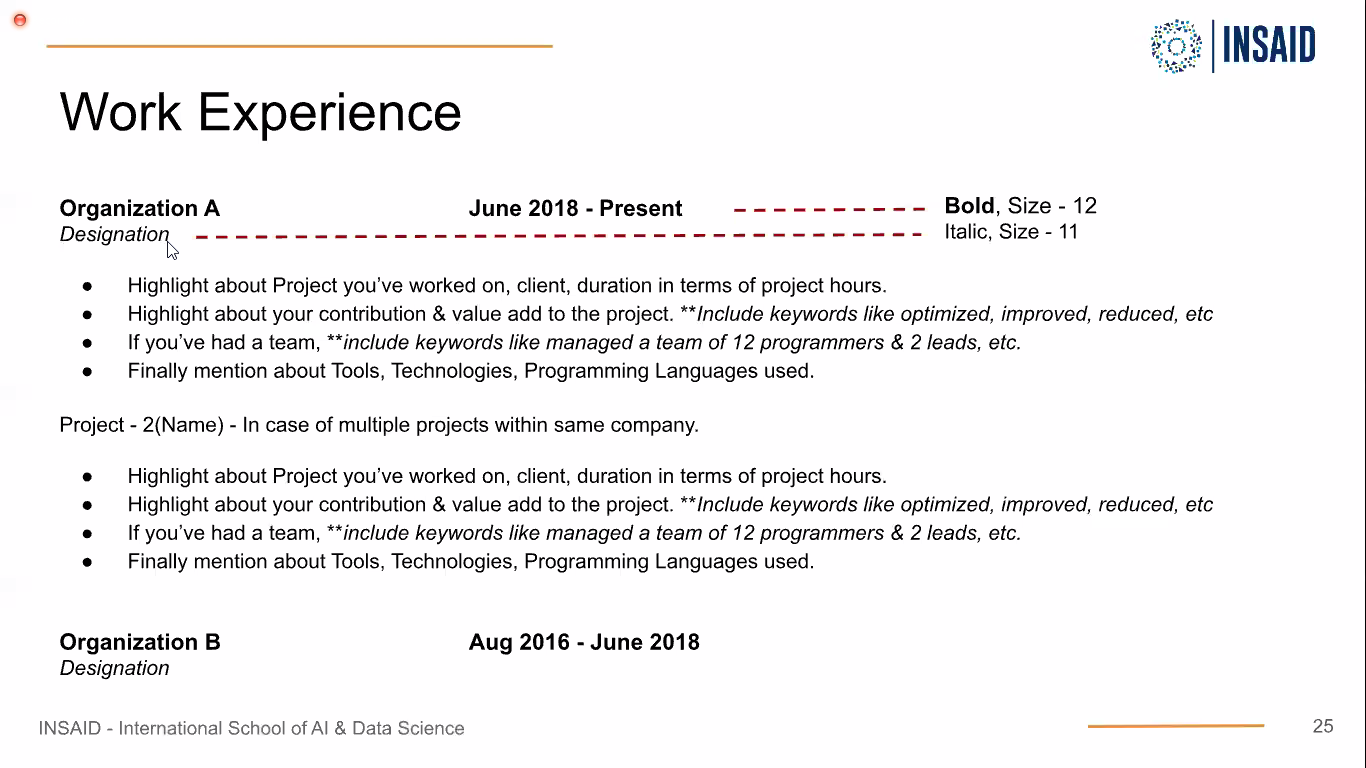 INSAID
Work Experience
Organization A June 2018 - Present Bold, Size - 12
Designation Italic, Size - 11
● Highlight about Project you’ve worked on, client, duration in terms of project hours.
● Highlight about your contribution & value add to the project. **Include keywords like optimized, improved, reduced, etc
● If you’ve had a team, **include keywords like managed a team of 12 programmers & 2 leads, etc.
● Finally mention about Tools, Technologies, Programming Languages used.
Project - 2(Name) - In case of multiple projects within same company.
● Highlight about Project you’ve worked on, client, duration in terms of project hours.
● Highlight about your contribution & value add to the project. **Include keywords like optimized, improved, reduced, etc
● If you’ve had a team, **include keywords like managed a team of 12 programmers & 2 leads, etc.
● Finally mention about Tools, Technologies, Programming Languages used.
Organization B Aug 2016 - June 2018
Designation
INSAID - International School of AI & Data Science 25